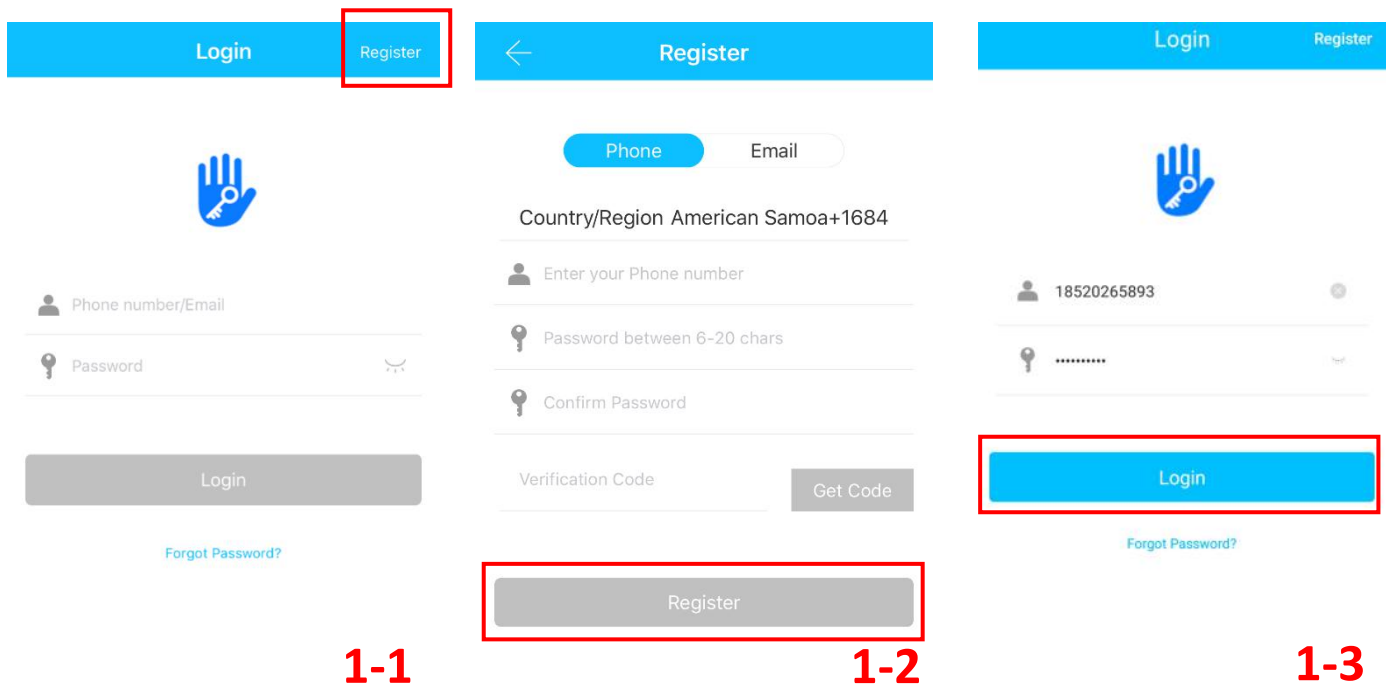 Login
Register
Phone number/Email
Password
Login
Forgot Password?
1-1
Register
Phone
Email
Country/Region American Samoa+1684
Enter your Phone number
Password between 6-20 chars
Confirm Password
Verification Code
Get Code
Register
1-2
Login
Register
18520265893
••••••••••
Login
Forgot Password?
1-3